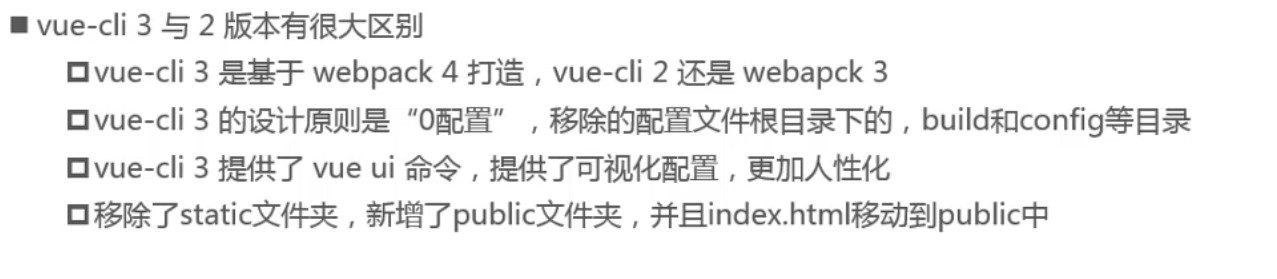 ■ vue-cli 3 与 2 版本有很大区别
□ vue-cli 3 是基于 webpack 4 打造，vue-cli 2 还是 webapck 3
□ vue-cli 3 的设计原则是“0配置”，移除的配置文件根目录下的，build和config等目录
□ vue-cli 3 提供了 vue ui 命令，提供了可视化配置，更加人性化
□ 移除了static文件夹，新增了public文件夹，并且index.html移动到public中